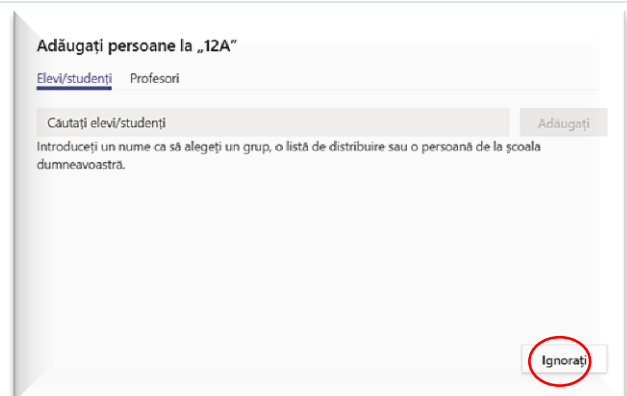 Adăugați persoane la „12A”
Elevi/studenți Profesori
Căutați elevi/studenți Adăugați
Introduceți un nume ca să alegeți un grup, o listă de distribuire sau o persoană de la școala
dumneavoastră.
Ignorați